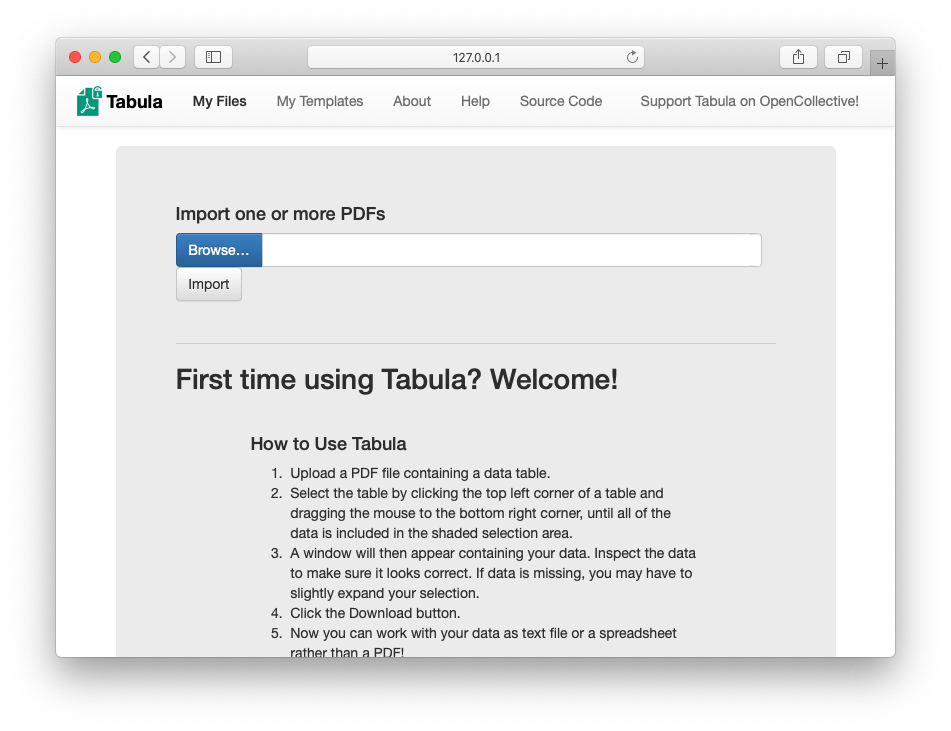 127.0.0.1
Tabula My Files My Templates About Help Source Code Support Tabula on OpenCollective!
Import one or more PDFs
Browse...
Import
First time using Tabula? Welcome!
How to Use Tabula
1. Upload a PDF file containing a data table.
2. Select the table by clicking the top left corner of a table and
dragging the mouse to the bottom right corner, until all of the
data is included in the shaded selection area.
3. A window will then appear containing your data. Inspect the data
to make sure it looks correct. If data is missing, you may have to
slightly expand your selection.
4. Click the Download button.
5. Now you can work with your data as text file or a spreadsheet
rather than a PDF!